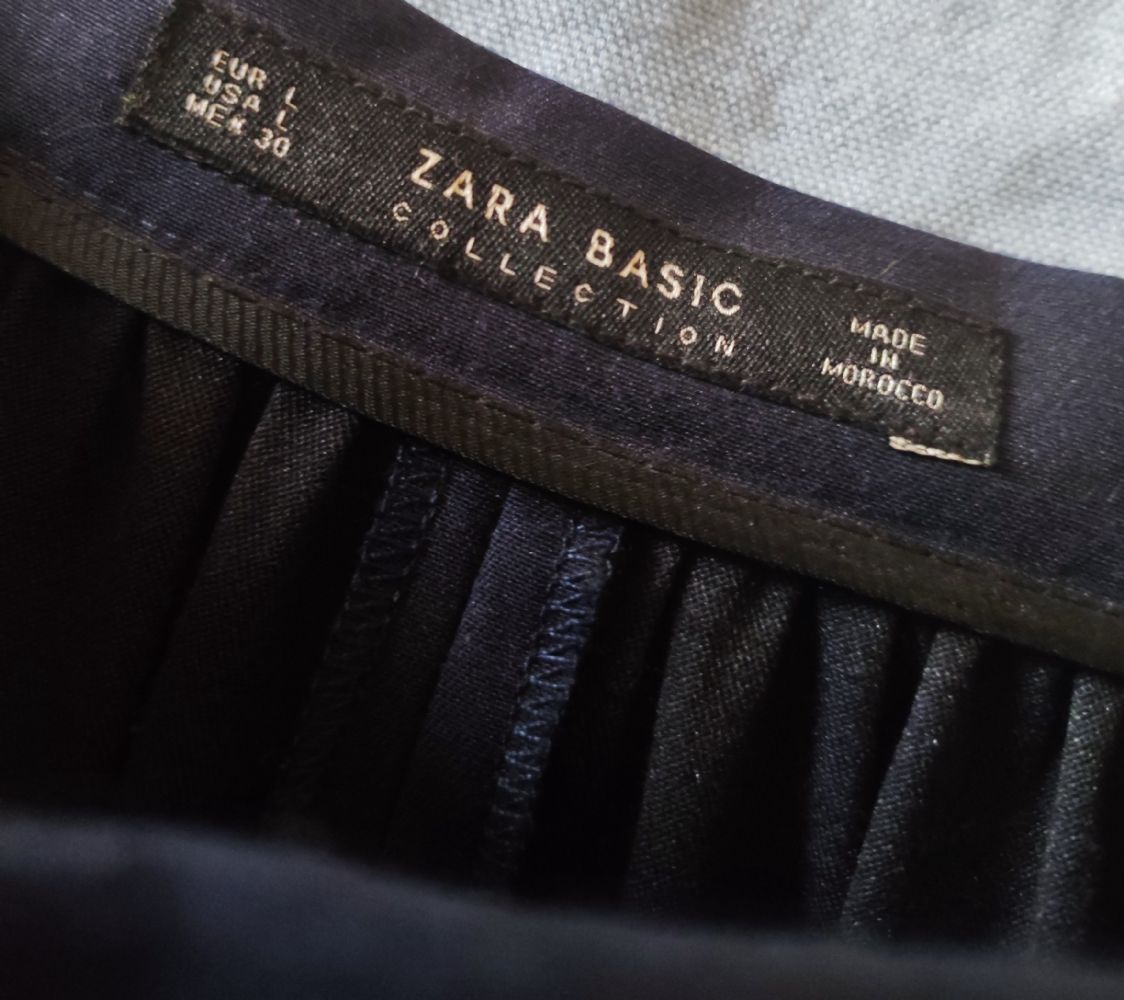 EUR L
USA L
MEX 30
ZARA BASIC
COLLECTION
MADE
IN
MOROCCO